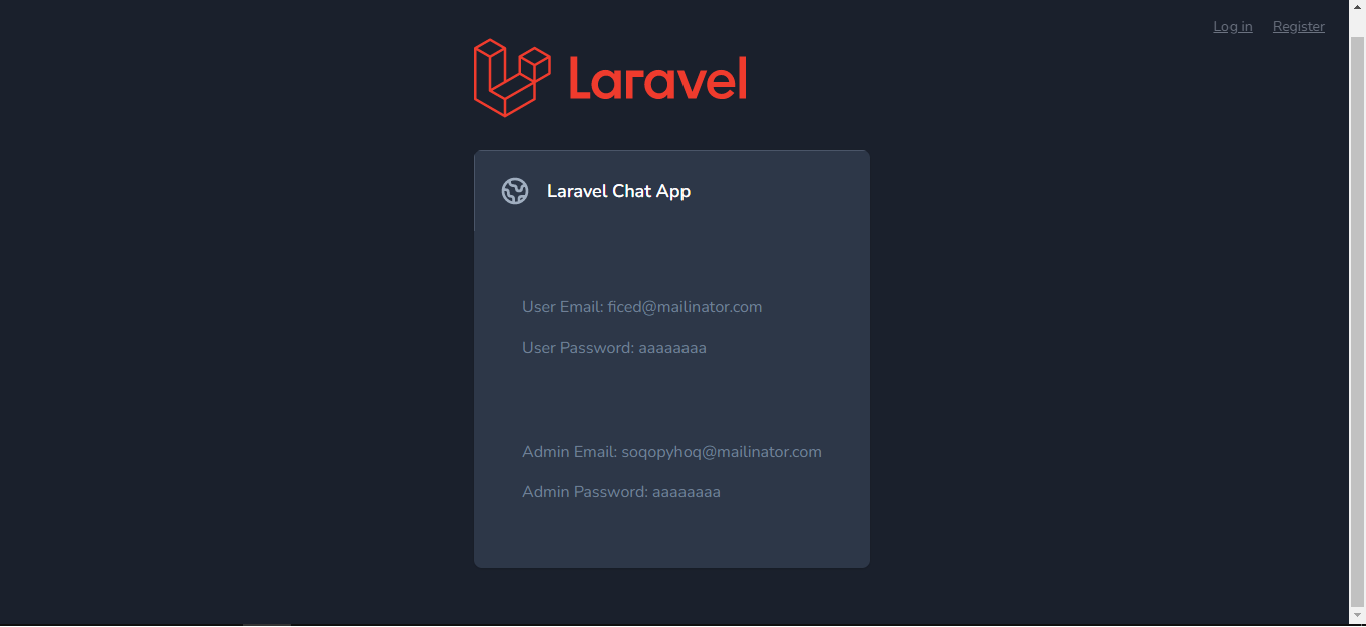 Log in Register
Laravel
Laravel Chat App
User Email: ficed@mailinator.com
User Password: aaaaaaaa
Admin Email: soqopyhoq@mailinator.com
Admin Password: aaaaaaaa